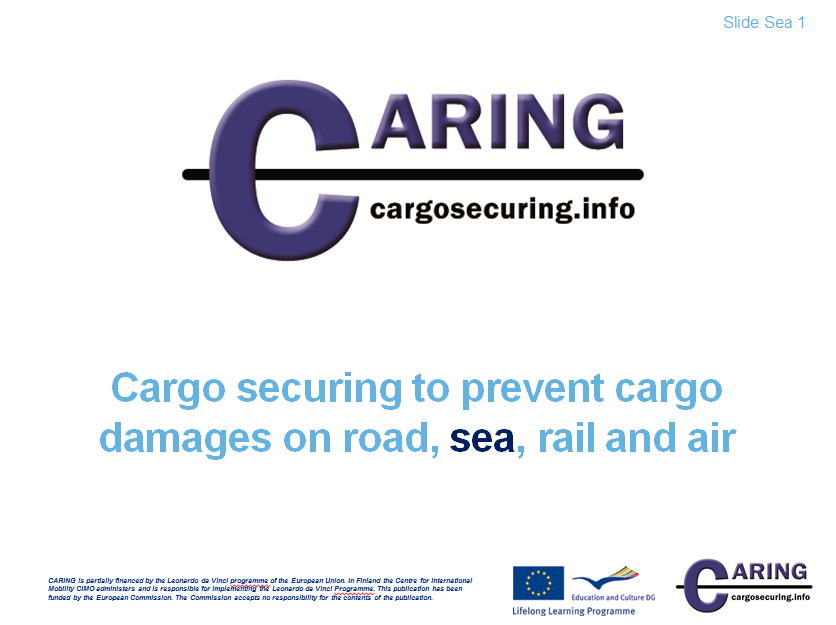 Slide Sea 1
CARING
cargosecuring.info
Cargo securing to prevent cargo
damages on road, sea, rail and air
CARING is partially financed by the Leonardo da Vinci programme of the European Union. In Finland the Centre for International
Mobility CIMO administers and is responsible for implementing the Leonardo da Vinci Programme. This publication has been
funded by the European Commission. The Commission accepts no responsibility for the contents of the publication.
Education and Culture DG
Lifelong Learning Programme
CARING
cargosecuring.info